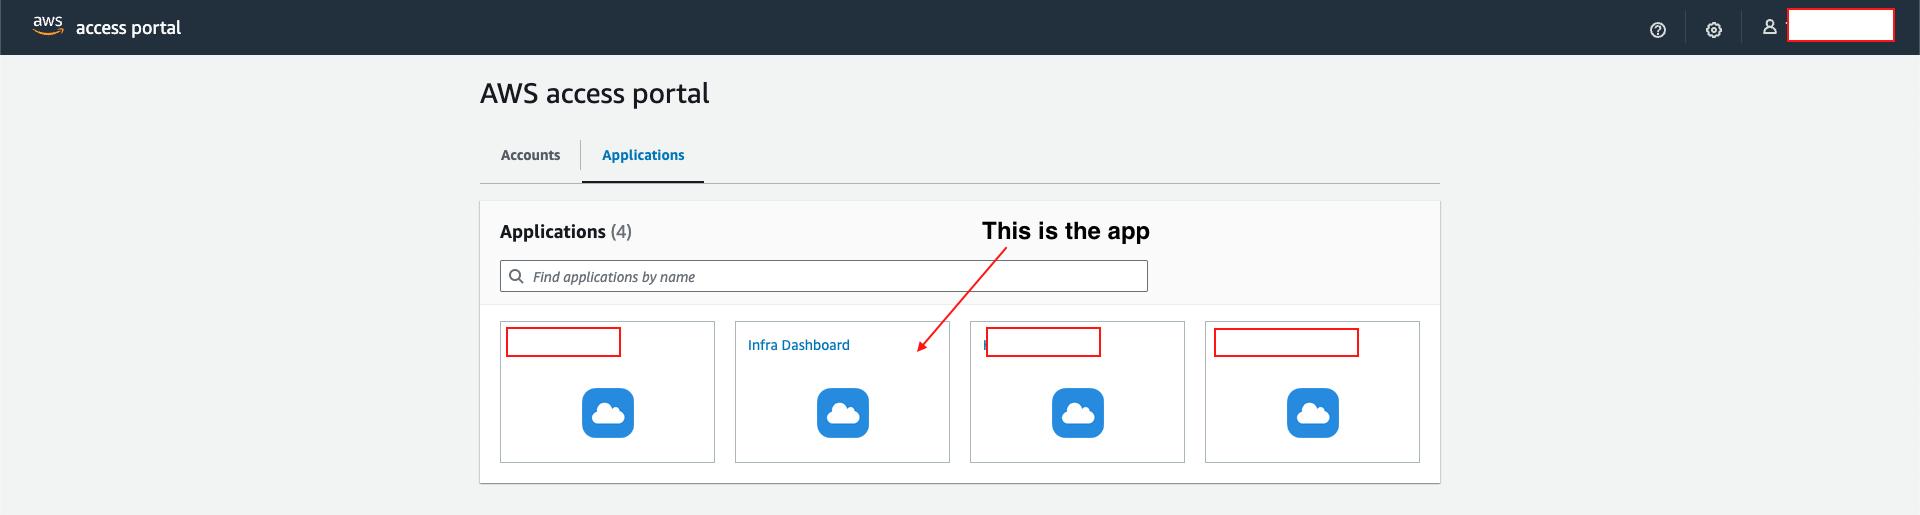 aws access portal
AWS access portal
Accounts
Applications
Applications (4)
This is the app
Find applications by name
Infra Dashboard